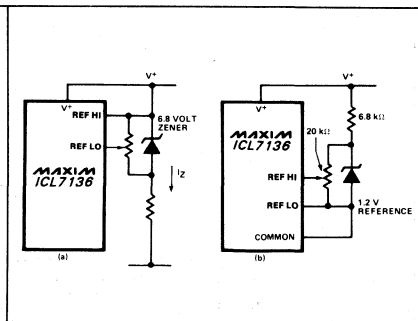 V+
V+
REF HI
6.8 VOLT
ZENER
REF LO
MAXIM
ICL7136
IZ
(a)
V+
V+
6.8 kΩ
20 kΩ
MAXIM
ICL7136
REF HI
REF LO
1.2 V
REFERENCE
COMMON
(b)